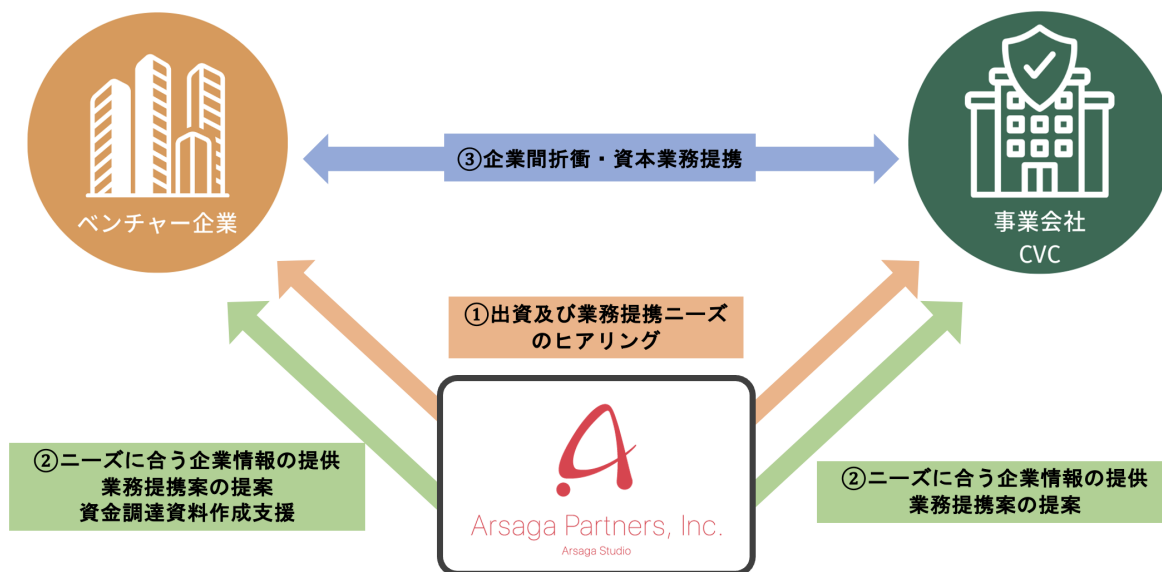 ベンチャー企業
③企業間折衝・資本業務提携
事業会社
CVC
①出資及び業務提携ニーズ
のヒアリング
②ニーズに合う企業情報の提供
業務提携案の提案
資金調達資料作成支援
Arsaga Partners, Inc.
Arsaga Studio
②ニーズに合う企業情報の提供
業務提携案の提案